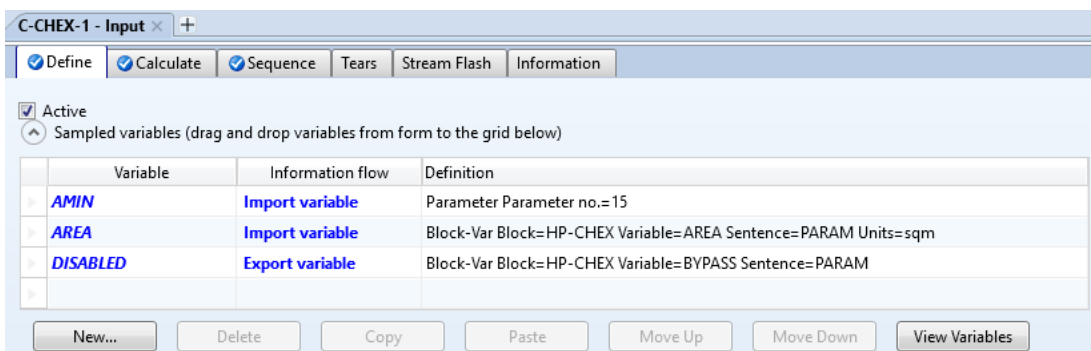 C-CHEX-1 - Input × +
Define Calculate Sequence Tears Stream Flash Information
Active
Sampled variables (drag and drop variables from form to the grid below)
Variable Information flow Definition
AMIN Import variable Parameter Parameter no.=15
AREA Import variable Block-Var Block=HP-CHEX Variable=AREA Sentence=PARAM Units=sqm
DISABLED Export variable Block-Var Block=HP-CHEX Variable=BYPASS Sentence=PARAM
New... Delete Copy Paste Move Up Move Down View Variables